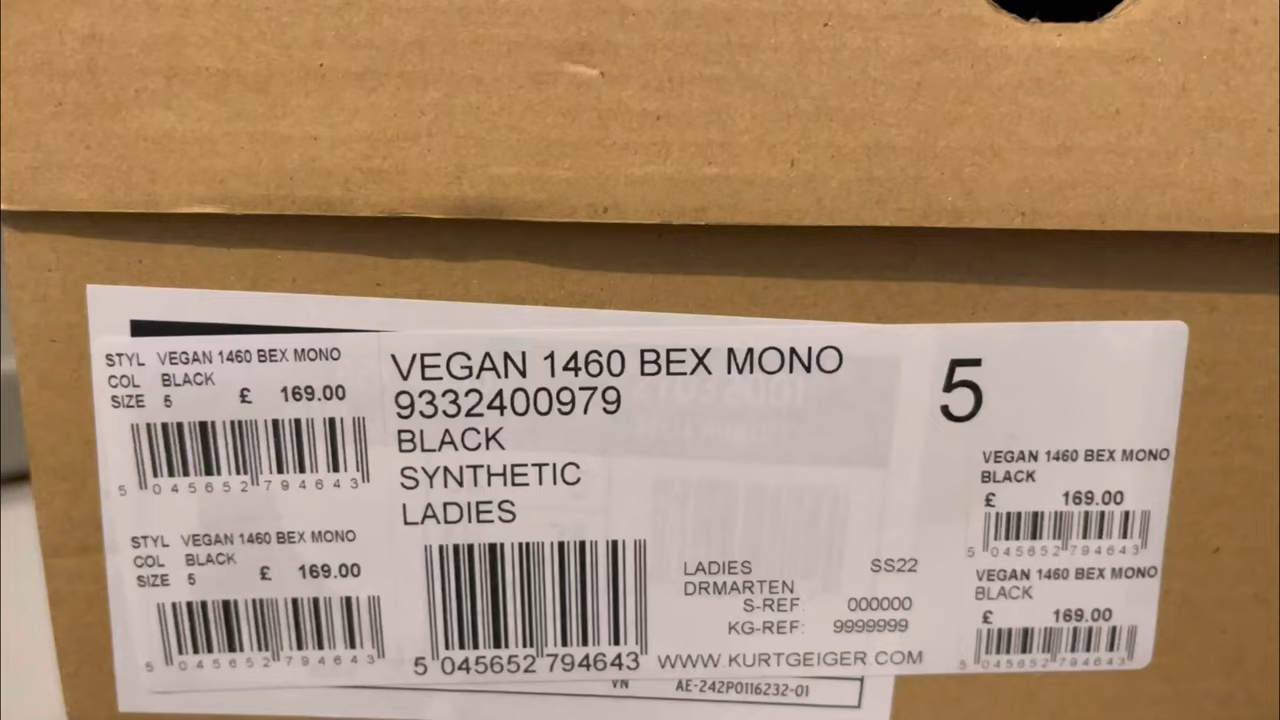 STYL VEGAN 1460 BEX MONO
COL BLACK
SIZE 5 £ 169.00
5 045652 794643
STYL VEGAN 1460 BEX MONO
COL BLACK
SIZE 5 £ 169.00
5 045652 794643
VEGAN 1460 BEX MONO
9332400979
BLACK
SYNTHETIC
LADIES
5 045652 794643
LADIES SS22
DRMARTEN
S-REF: 000000
KG-REF: 9999999
WWW.KURTGEIGER.COM
5
VEGAN 1460 BEX MONO
BLACK
£ 169.00
5 045652 794643
VEGAN 1460 BEX MONO
BLACK
£ 169.00
5 045652 794643
VN AE-242P0116232-01